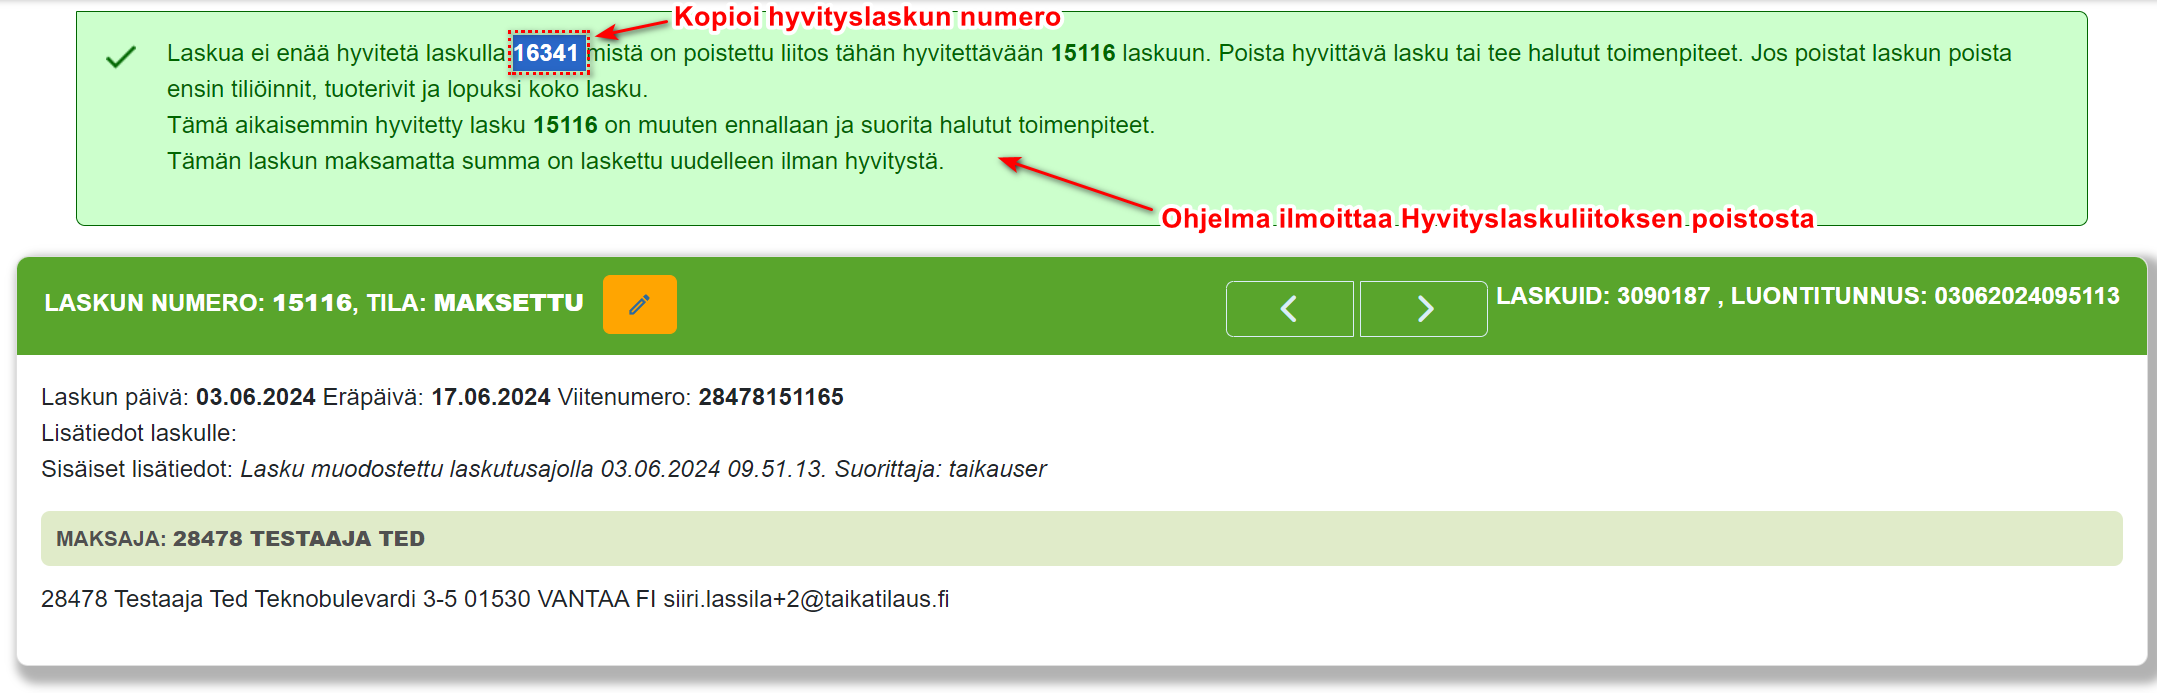 Kopioi hyvityslaskun numero
Laskua ei enää hyvitetä laskulla 16341 mistä on poistettu liitos tähän hyvitettävään 15116 laskuun. Poista hyvittävä lasku tai tee halutut toimenpiteet. Jos poistat laskun poista
ensin tiliöinnit, tuoterivit ja lopuksi koko lasku.
Tämä aikaisemmin hyvitetty lasku 15116 on muuten ennallaan ja suorita halutut toimenpiteet.
Tämän laskun maksamatta summa on laskettu uudelleen ilman hyvitystä.
Ohjelma ilmoittaa Hyvityslaskuliitoksen poistosta
LASKUN NUMERO: 15116, TILA: MAKSETTU
LASKUID: 3090187 , LUONTITUNNUS: 03062024095113
Laskun päivä: 03.06.2024 Eräpäivä: 17.06.2024 Viitenumero: 28478151165
Lisätiedot laskulle:
Sisäiset lisätiedot: Lasku muodostettu laskutusajolla 03.06.2024 09.51.13. Suorittaja: taikauser
MAKSAJA: 28478 TESTAAJA TED
28478 Testaaja Ted Teknobulevardi 3-5 01530 VANTAA FI siiri.lassila+2@taikatilaus.fi